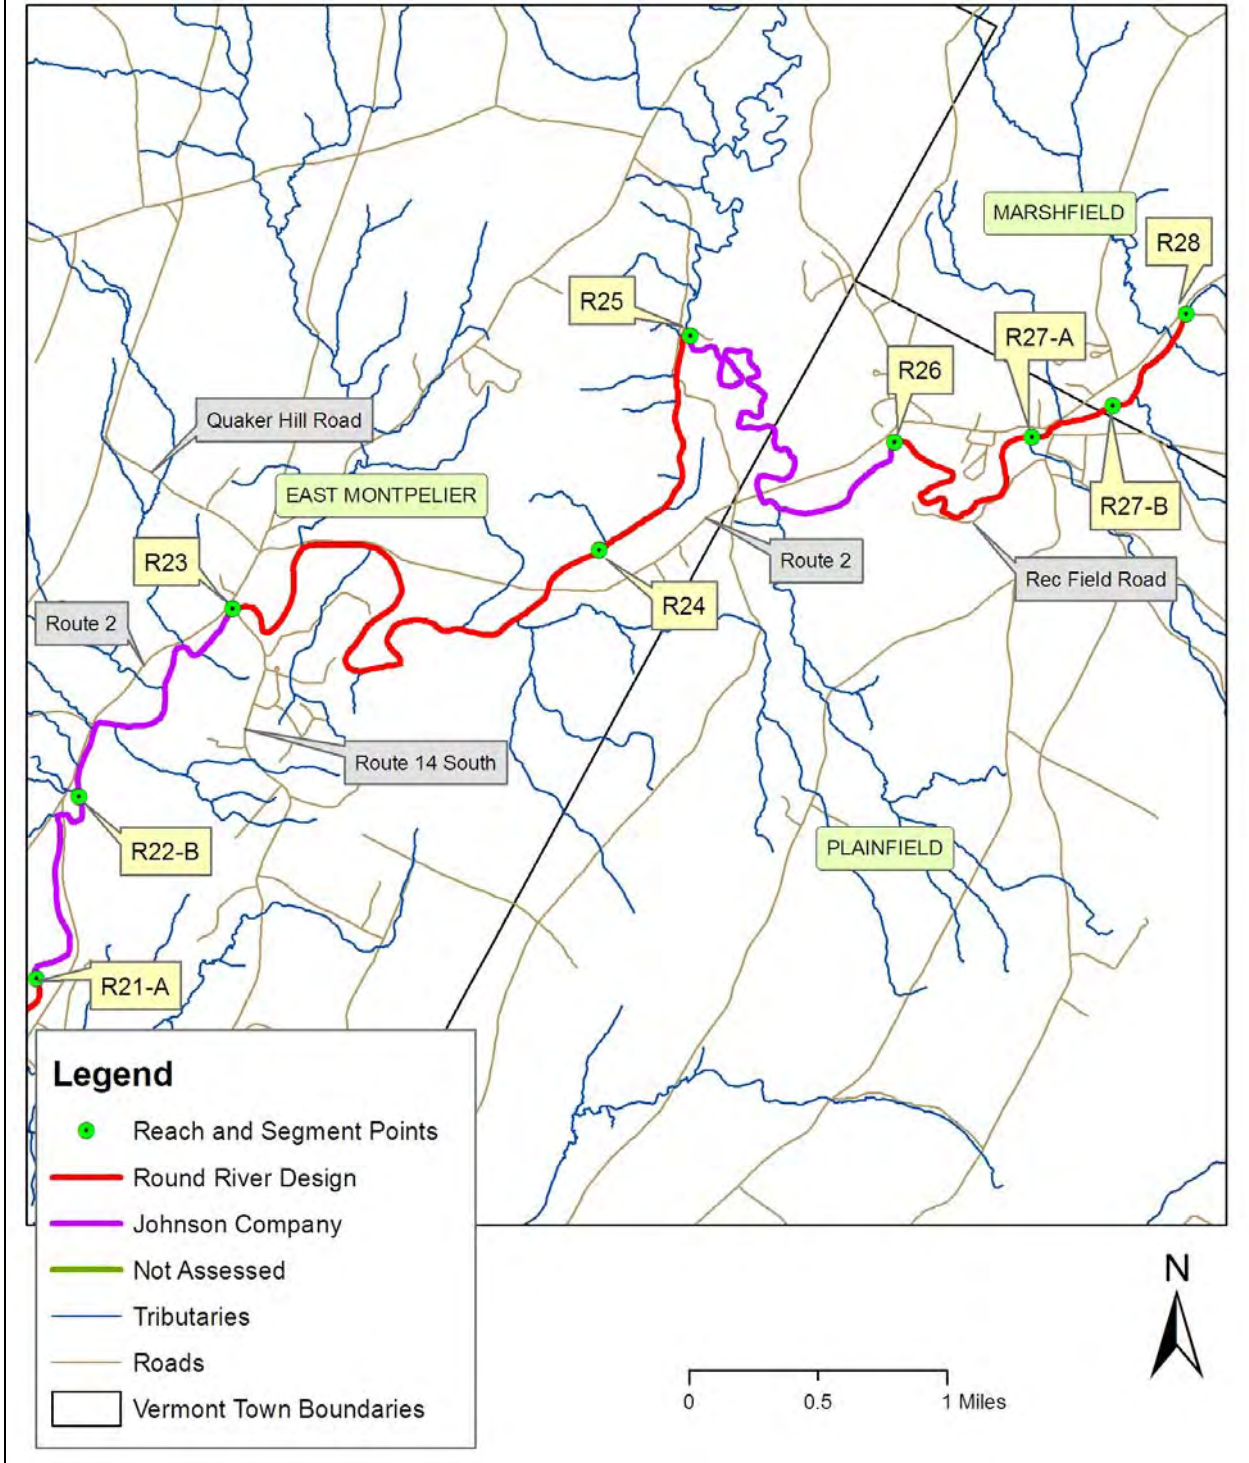 MARSHFIELD
R28
R25
R27-A
R26
Quaker Hill Road
EAST MONTPELIER
R27-B
R23
Route 2
Rec Field Road
R24
Route 2
Route 14 South
R22-B
PLAINFIELD
R21-A
Legend
Reach and Segment Points
Round River Design
Johnson Company
Not Assessed
Tributaries
Roads
Vermont Town Boundaries
N
0 0.5 1 Miles